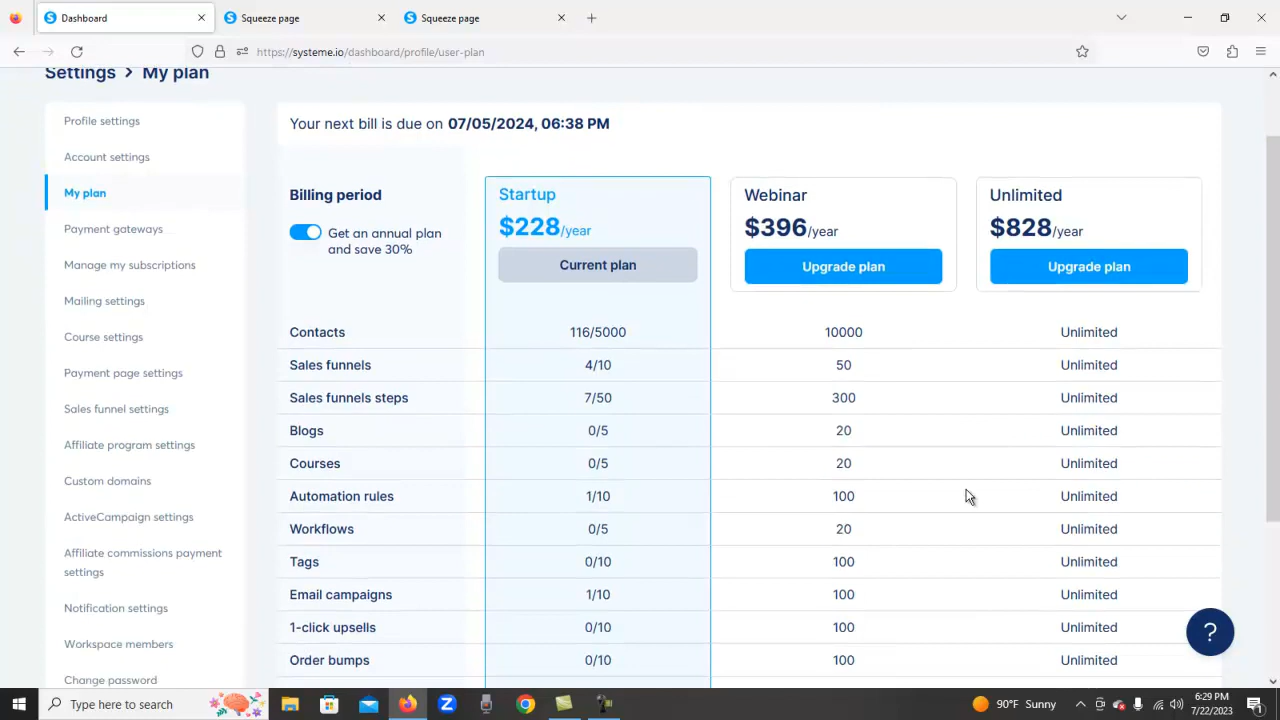 Dashboard
Squeeze page
Squeeze page
https://systeme.io/dashboard/profile/user-plan
Settings > My plan
Profile settings
Account settings
My plan
Payment gateways
Manage my subscriptions
Mailing settings
Course settings
Payment page settings
Sales funnel settings
Affiliate program settings
Custom domains
ActiveCampaign settings
Affiliate commissions payment
settings
Notification settings
Workspace members
Change password
Your next bill is due on 07/05/2024, 06:38 PM
Billing period
Get an annual plan
and save 30%
Startup
$228/year
Current plan
Webinar
$396/year
Upgrade plan
Unlimited
$828/year
Upgrade plan
Contacts 116/5000 10000 Unlimited
Sales funnels 4/10 50 Unlimited
Sales funnels steps 7/50 300 Unlimited
Blogs 0/5 20 Unlimited
Courses 0/5 20 Unlimited
Automation rules 1/10 100 Unlimited
Workflows 0/5 20 Unlimited
Tags 0/10 100 Unlimited
Email campaigns 1/10 100 Unlimited
1-click upsells 0/10 100 Unlimited
Order bumps 0/10 100 Unlimited
?
Type here to search
90°F Sunny
6:29 PM
7/22/2023